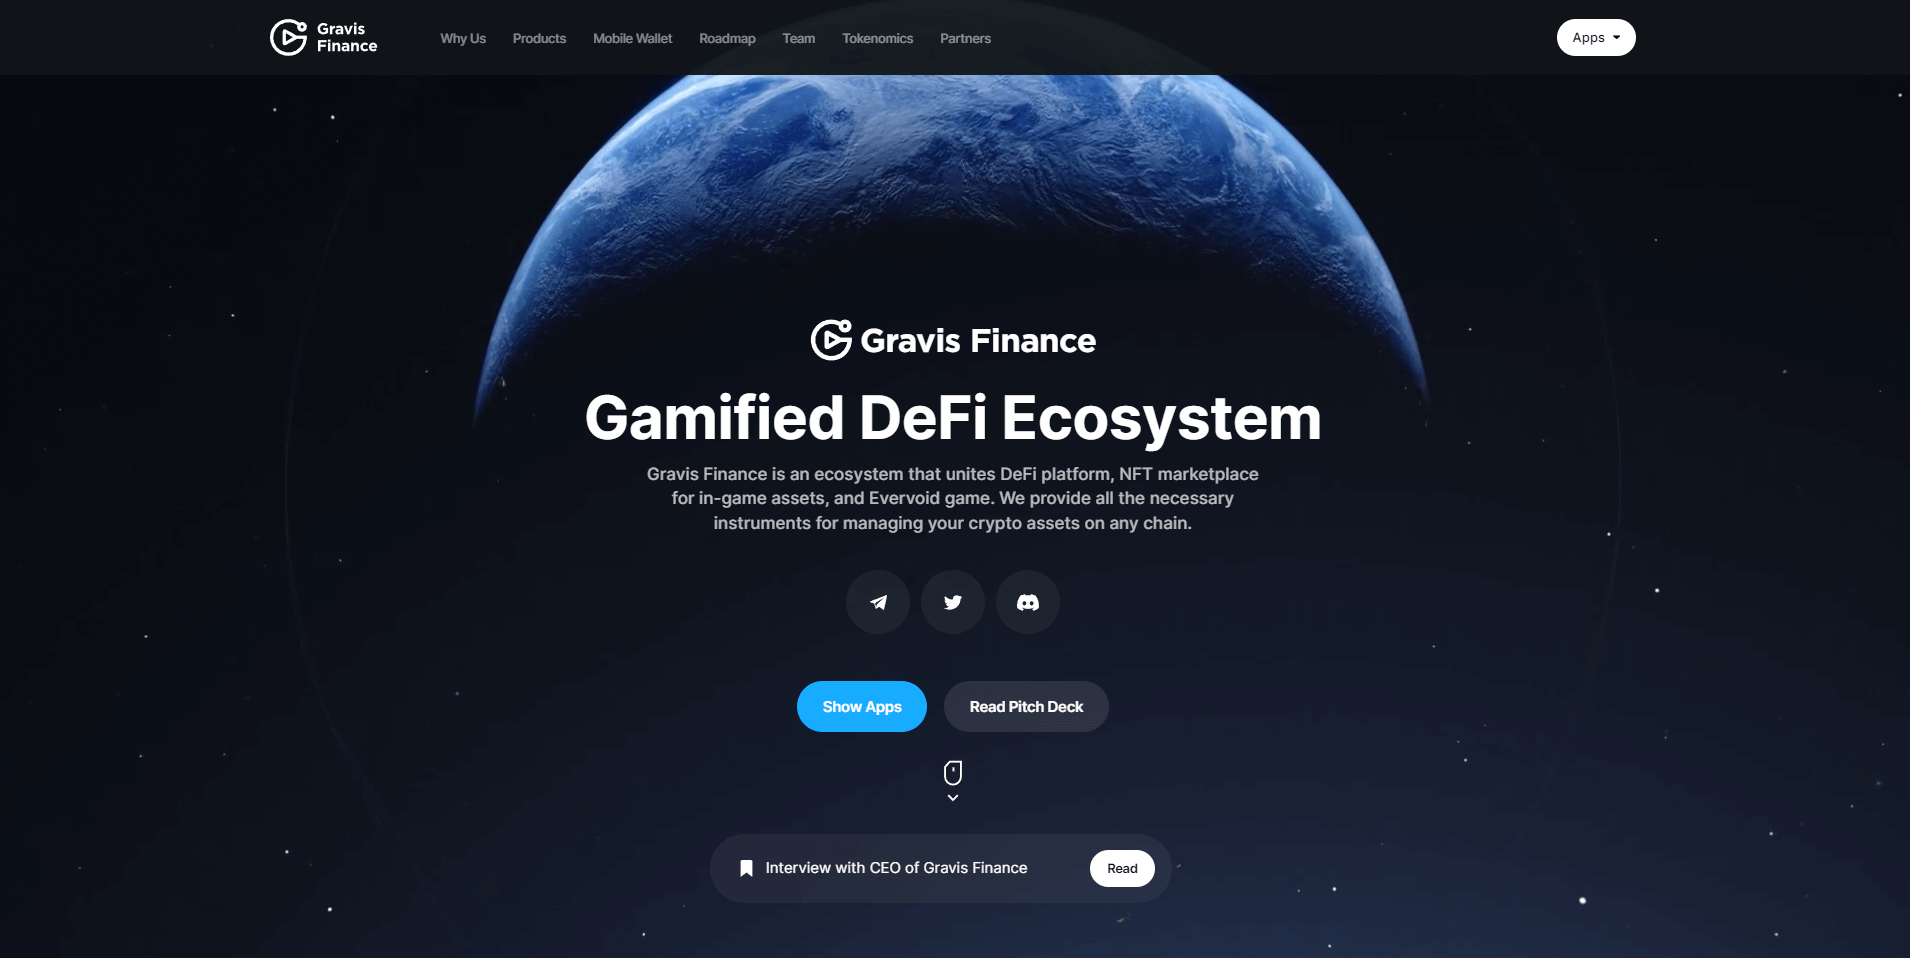 Gravis
Finance
Why Us
Products
Mobile Wallet
Roadmap
Team
Tokenomics
Partners
Apps
Gravis Finance
Gamified DeFi Ecosystem
Gravis Finance is an ecosystem that unites DeFi platform, NFT marketplace
for in-game assets, and Evervoid game. We provide all the necessary
instruments for managing your crypto assets on any chain.
Show Apps
Read Pitch Deck
Interview with CEO of Gravis Finance
Read